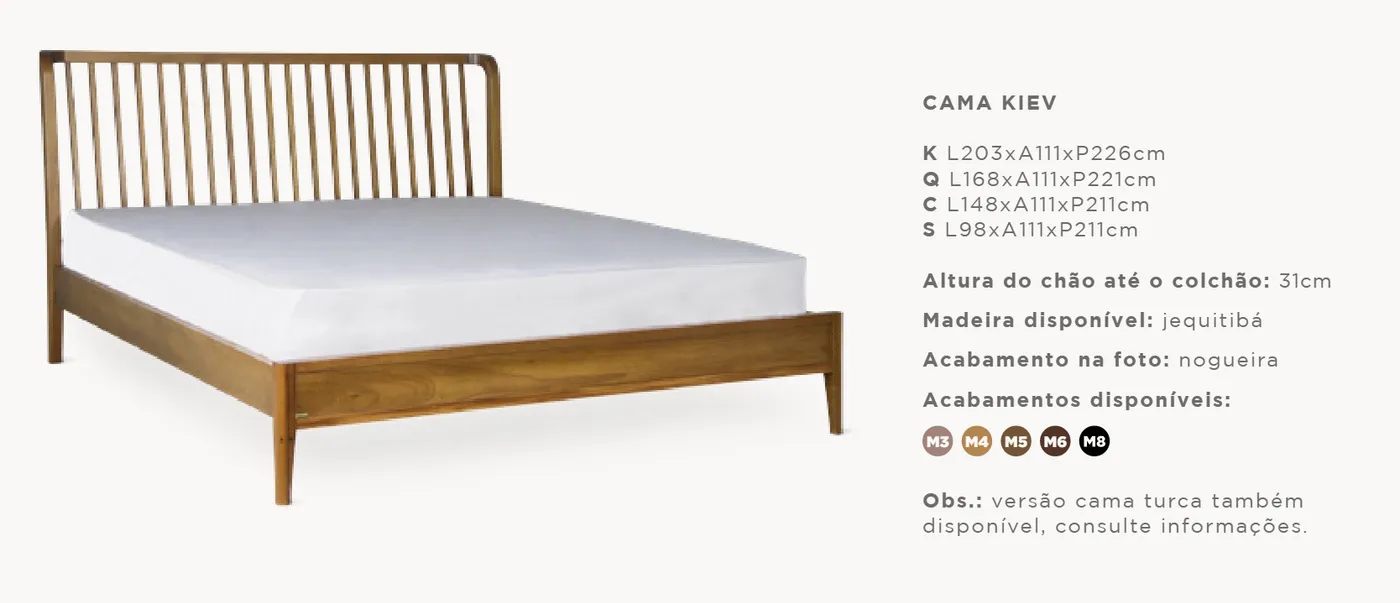 CAMA KIEV
K L203xA111xP226cm
Q L168xA111xP221cm
C L148xA111xP211cm
S L98xA111xP211cm
Altura do chão até o colchão: 31cm
Madeira disponível: jequitibá
Acabamento na foto: nogueira
Acabamentos disponíveis:
M3 M4 M5 M6 M8
Obs.: versão cama turca também
disponível, consulte informações.